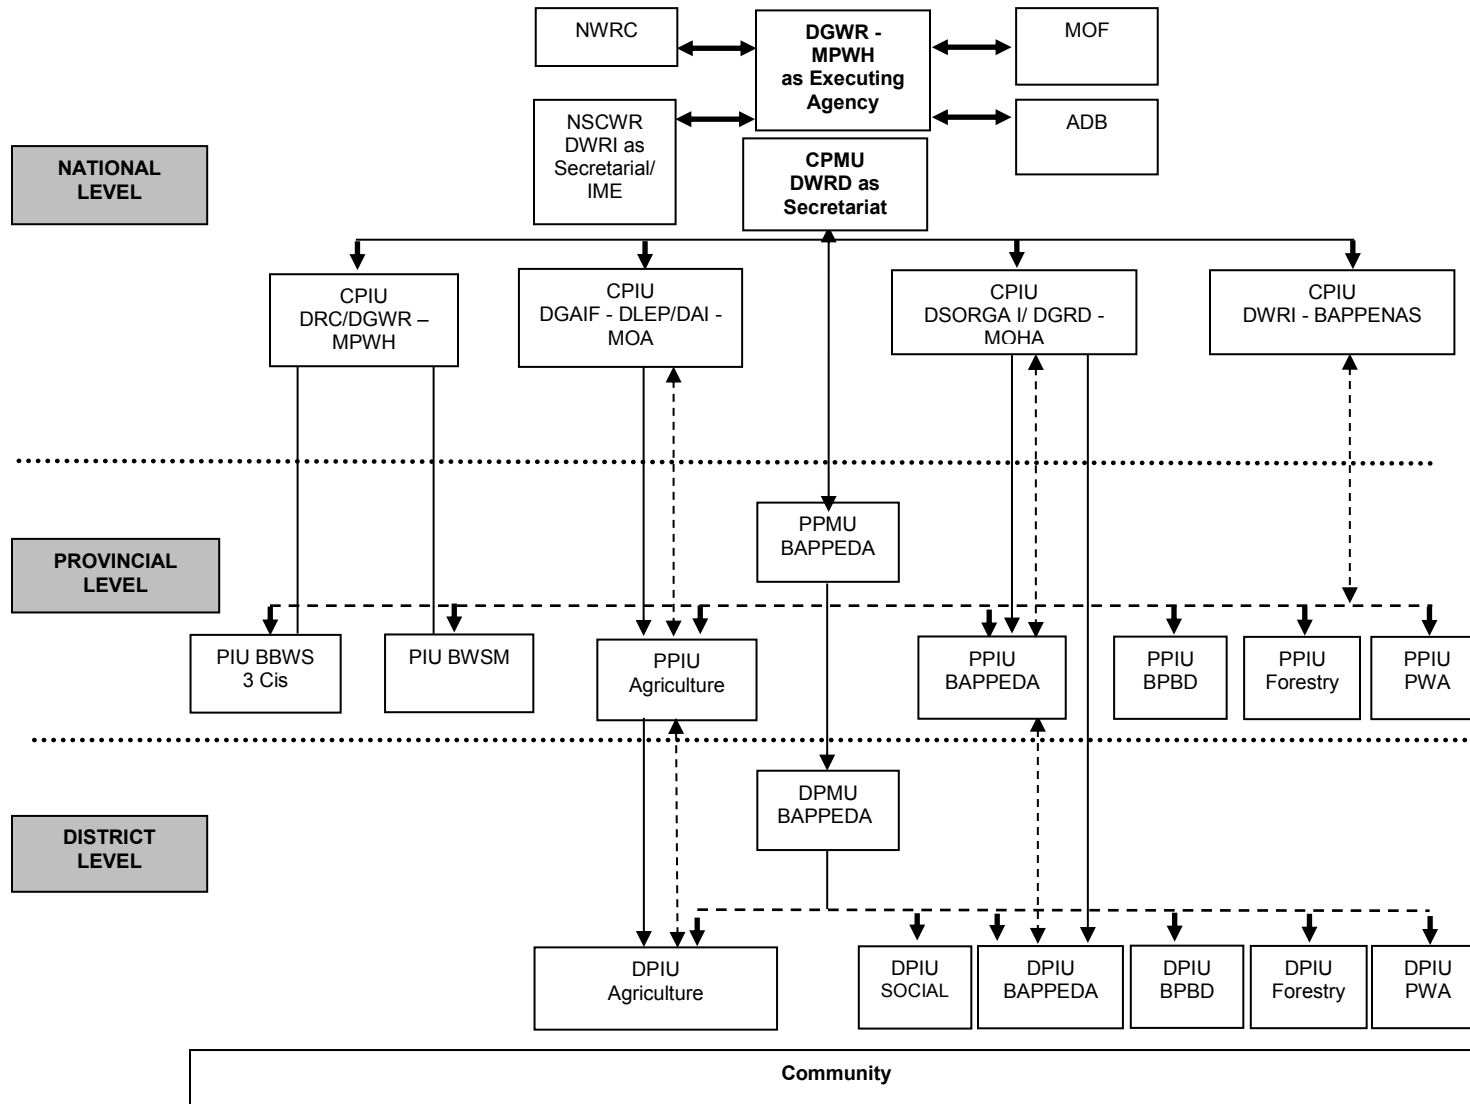 NWRC
DGWR -
MPWH
as Executing
Agency
MOF
NSCWR
DWRI as
Secretarial/
IME
ADB
NATIONAL
LEVEL
CPMU
DWRD as
Secretariat
CPIU
DRC/DGWR –
MPWH
CPIU
DGAIF - DLEP/DAI -
MOA
CPIU
DSORGA I/ DGRD -
MOHA
CPIU
DWRI - BAPPENAS
PPMU
BAPPEDA
PROVINCIAL
LEVEL
PIU BBWS
3 Cis
PIU BWSM
PPIU
Agriculture
PPIU
BAPPEDA
PPIU
BPBD
PPIU
Forestry
PPIU
PWA
DPMU
BAPPEDA
DISTRICT
LEVEL
DPIU
Agriculture
DPIU
SOCIAL
DPIU
BAPPEDA
DPIU
BPBD
DPIU
Forestry
DPIU
PWA
Community